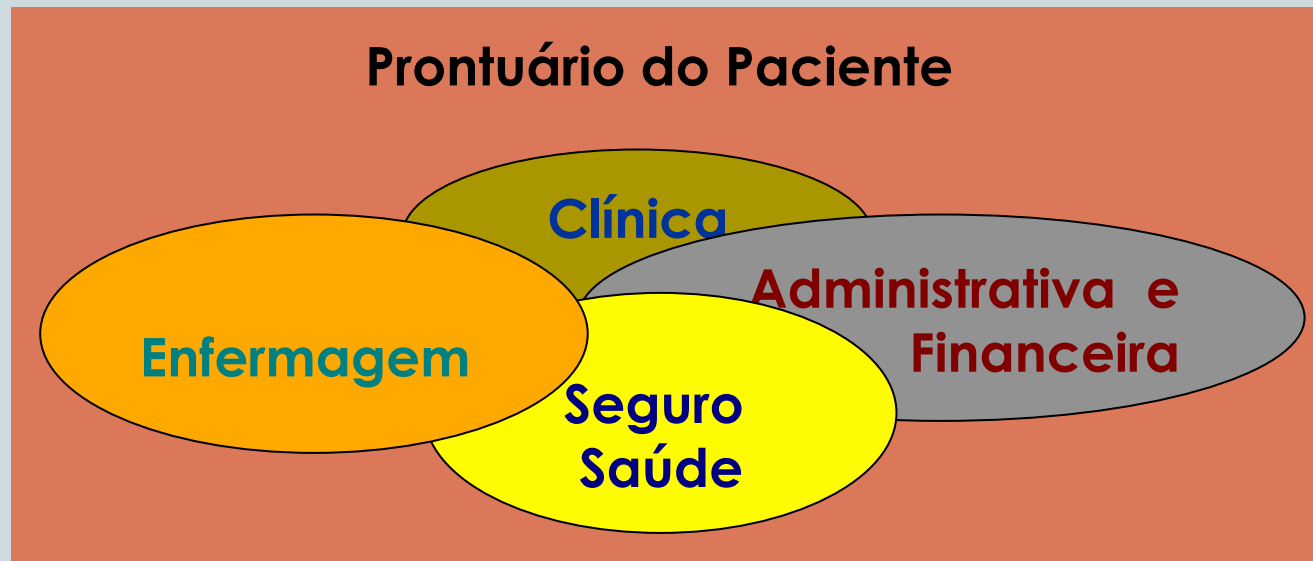 Prontuário do Paciente
Clínica
Administrativa e
Financeira
Enfermagem
Seguro
Saúde